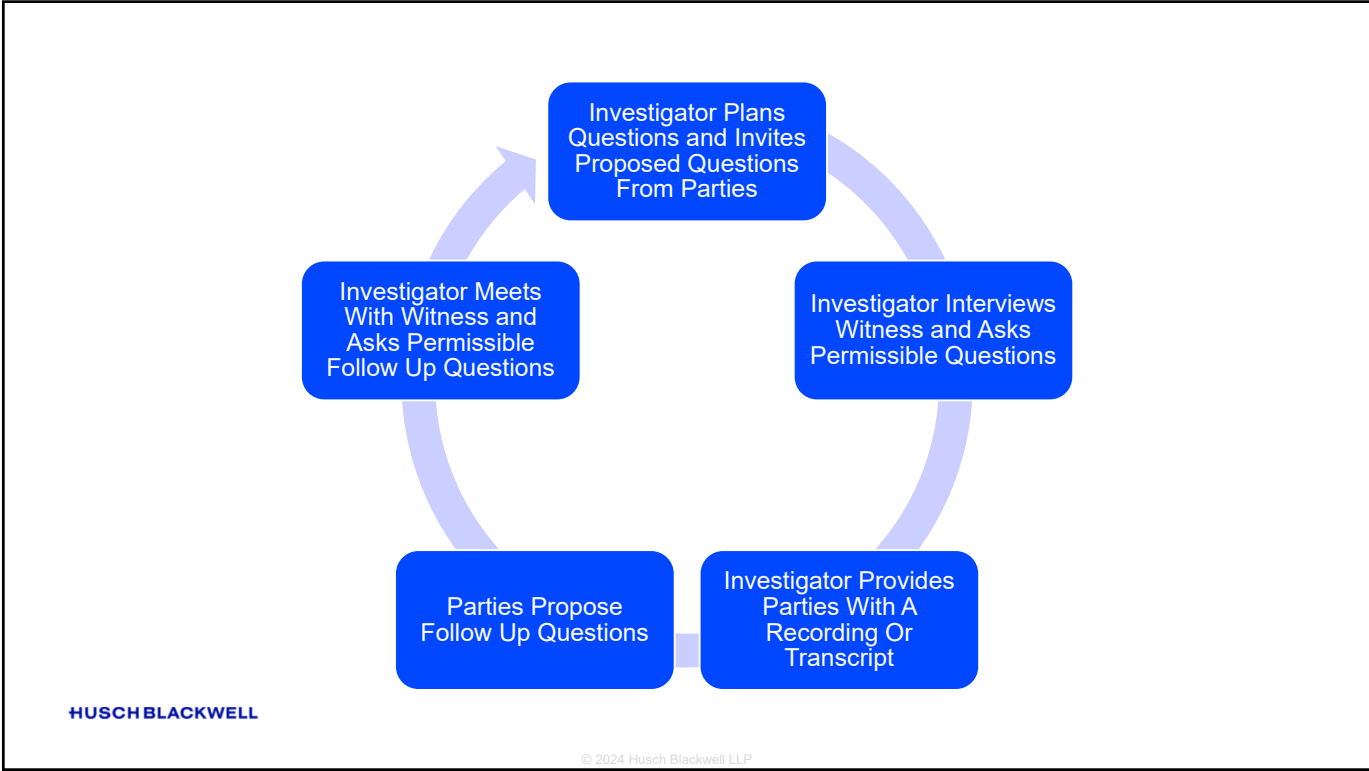 Investigator Plans
Questions and Invites
Proposed Questions
From Parties
Investigator Interviews
Witness and Asks
Permissible Questions
Investigator Provides
Parties With A
Recording Or
Transcript
Parties Propose
Follow Up Questions
Investigator Meets
With Witness and
Asks Permissible
Follow Up Questions
HUSCH BLACKWELL
© 2024 Husch Blackwell LLP